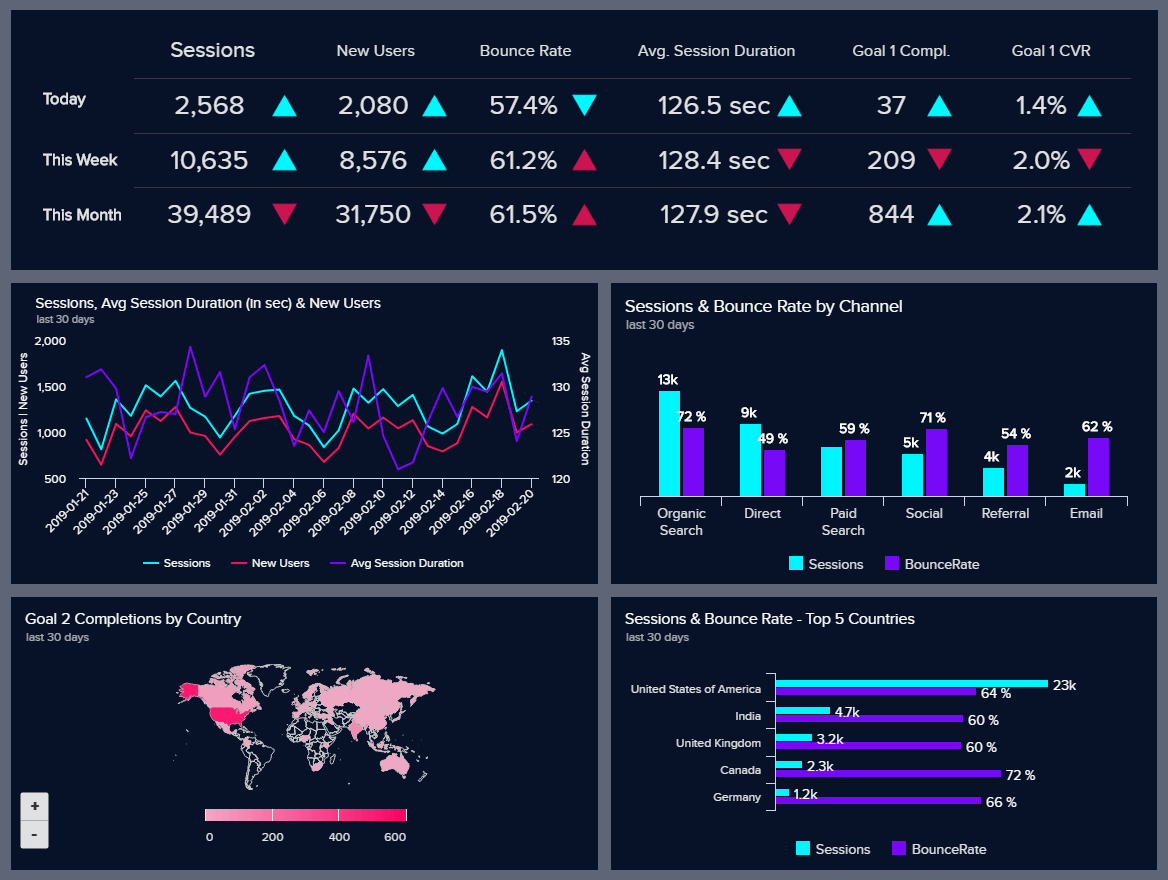 Sessions New Users Bounce Rate Avg. Session Duration Goal 1 Compl. Goal 1 CVR
Today 2,568 2,080 57.4% 126.5 sec 37 1.4%
This Week 10,635 8,576 61.2% 128.4 sec 209 2.0%
This Month 39,489 31,750 61.5% 127.9 sec 844 2.1%
Sessions, Avg Session Duration (in sec) & New Users
last 30 days
Sessions | New Users
2,000
1,500
1,000
500
135
130
125
120
Avg Session Duration
2019-01-21
2019-01-23
2019-01-25
2019-01-27
2019-01-29
2019-01-31
2019-02-02
2019-02-04
2019-02-06
2019-02-08
2019-02-10
2019-02-12
2019-02-14
2019-02-16
2019-02-18
2019-02-20
Sessions New Users Avg Session Duration
Sessions & Bounce Rate by Channel
last 30 days
13k
72 %
9k
49 %
59 %
5k
71 %
4k
54 %
2k
62 %
Organic
Search
Direct
Paid
Search
Social
Referral
Email
Sessions BounceRate
Goal 2 Completions by Country
last 30 days
+
-
0 200 400 600
Sessions & Bounce Rate - Top 5 Countries
last 30 days
United States of America 23k
64 %
India 4.7k
60 %
United Kingdom 3.2k
60 %
Canada 2.3k
72 %
Germany 1.2k
66 %
Sessions BounceRate